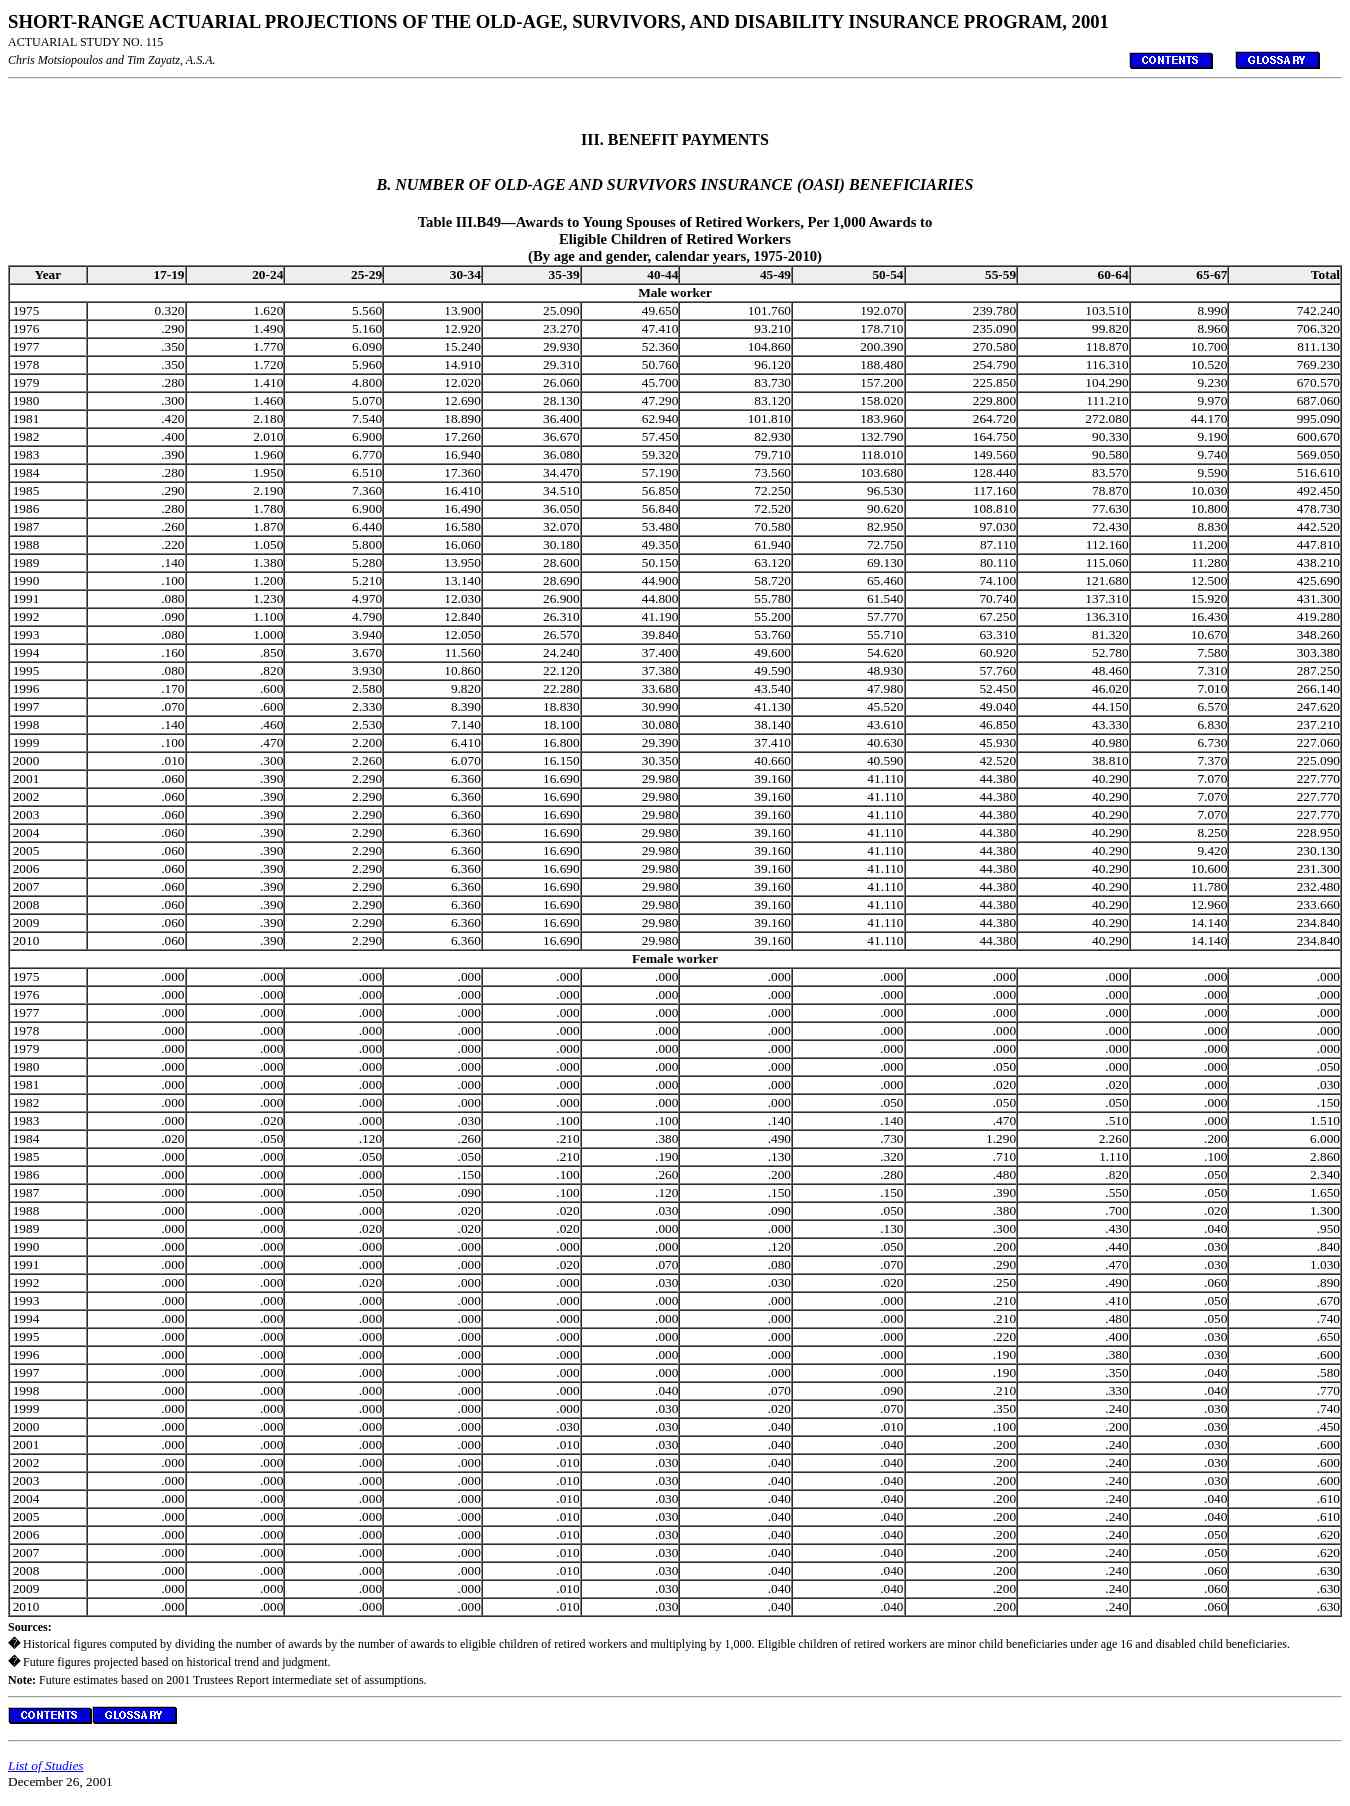 SHORT-RANGE ACTUARIAL PROJECTIONS OF THE OLD-AGE, SURVIVORS, AND DISABILITY INSURANCE PROGRAM, 2001
ACTUARIAL STUDY NO. 115
Chris Motsiopoulos and Tim Zayatz, A.S.A. CONTENTS GLOSSARY
III. BENEFIT PAYMENTS
B. NUMBER OF OLD-AGE AND SURVIVORS INSURANCE (OASI) BENEFICIARIES
Table III.B49—Awards to Young Spouses of Retired Workers, Per 1,000 Awards to
Eligible Children of Retired Workers
(By age and gender, calendar years, 1975-2010)
Year 17-19 20-24 25-29 30-34 35-39 40-44 45-49 50-54 55-59 60-64 65-67 Total
Male worker
1975 0.320 1.620 5.560 13.900 25.090 49.650 101.760 192.070 239.780 103.510 8.990 742.240
1976 .290 1.490 5.160 12.920 23.270 47.410 93.210 178.710 235.090 99.820 8.960 706.320
1977 .350 1.770 6.090 15.240 29.930 52.360 104.860 200.390 270.580 118.870 10.700 811.130
1978 .350 1.720 5.960 14.910 29.310 50.760 96.120 188.480 254.790 116.310 10.520 769.230
1979 .280 1.410 4.800 12.020 26.060 45.700 83.730 157.200 225.850 104.290 9.230 670.570
1980 .300 1.460 5.070 12.690 28.130 47.290 83.120 158.020 229.800 111.210 9.970 687.060
1981 .420 2.180 7.540 18.890 36.400 62.940 101.810 183.960 264.720 272.080 44.170 995.090
1982 .400 2.010 6.900 17.260 36.670 57.450 82.930 132.790 164.750 90.330 9.190 600.670
1983 .390 1.960 6.770 16.940 36.080 59.320 79.710 118.010 149.560 90.580 9.740 569.050
1984 .280 1.950 6.510 17.360 34.470 57.190 73.560 103.680 128.440 83.570 9.590 516.610
1985 .290 2.190 7.360 16.410 34.510 56.850 72.250 96.530 117.160 78.870 10.030 492.450
1986 .280 1.780 6.900 16.490 36.050 56.840 72.520 90.620 108.810 77.630 10.800 478.730
1987 .260 1.870 6.440 16.580 32.070 53.480 70.580 82.950 97.030 72.430 8.830 442.520
1988 .220 1.050 5.800 16.060 30.180 49.350 61.940 72.750 87.110 112.160 11.200 447.810
1989 .140 1.380 5.280 13.950 28.600 50.150 63.120 69.130 80.110 115.060 11.280 438.210
1990 .100 1.200 5.210 13.140 28.690 44.900 58.720 65.460 74.100 121.680 12.500 425.690
1991 .080 1.230 4.970 12.030 26.900 44.800 55.780 61.540 70.740 137.310 15.920 431.300
1992 .090 1.100 4.790 12.840 26.310 41.190 55.200 57.770 67.250 136.310 16.430 419.280
1993 .080 1.000 3.940 12.050 26.570 39.840 53.760 55.710 63.310 81.320 10.670 348.260
1994 .160 .850 3.670 11.560 24.240 37.400 49.600 54.620 60.920 52.780 7.580 303.380
1995 .080 .820 3.930 10.860 22.120 37.380 49.590 48.930 57.760 48.460 7.310 287.250
1996 .170 .600 2.580 9.820 22.280 33.680 43.540 47.980 52.450 46.020 7.010 266.140
1997 .070 .600 2.330 8.390 18.830 30.990 41.130 45.520 49.040 44.150 6.570 247.620
1998 .140 .460 2.530 7.140 18.100 30.080 38.140 43.610 46.850 43.330 6.830 237.210
1999 .100 .470 2.200 6.410 16.800 29.390 37.410 40.630 45.930 40.980 6.730 227.060
2000 .010 .300 2.260 6.070 16.150 30.350 40.660 40.590 42.520 38.810 7.370 225.090
2001 .060 .390 2.290 6.360 16.690 29.980 39.160 41.110 44.380 40.290 7.070 227.770
2002 .060 .390 2.290 6.360 16.690 29.980 39.160 41.110 44.380 40.290 7.070 227.770
2003 .060 .390 2.290 6.360 16.690 29.980 39.160 41.110 44.380 40.290 7.070 227.770
2004 .060 .390 2.290 6.360 16.690 29.980 39.160 41.110 44.380 40.290 8.250 228.950
2005 .060 .390 2.290 6.360 16.690 29.980 39.160 41.110 44.380 40.290 9.420 230.130
2006 .060 .390 2.290 6.360 16.690 29.980 39.160 41.110 44.380 40.290 10.600 231.300
2007 .060 .390 2.290 6.360 16.690 29.980 39.160 41.110 44.380 40.290 11.780 232.480
2008 .060 .390 2.290 6.360 16.690 29.980 39.160 41.110 44.380 40.290 12.960 233.660
2009 .060 .390 2.290 6.360 16.690 29.980 39.160 41.110 44.380 40.290 14.140 234.840
2010 .060 .390 2.290 6.360 16.690 29.980 39.160 41.110 44.380 40.290 14.140 234.840
Female worker
1975 .000 .000 .000 .000 .000 .000 .000 .000 .000 .000 .000 .000
1976 .000 .000 .000 .000 .000 .000 .000 .000 .000 .000 .000 .000
1977 .000 .000 .000 .000 .000 .000 .000 .000 .000 .000 .000 .000
1978 .000 .000 .000 .000 .000 .000 .000 .000 .000 .000 .000 .000
1979 .000 .000 .000 .000 .000 .000 .000 .000 .000 .000 .000 .000
1980 .000 .000 .000 .000 .000 .000 .000 .000 .050 .000 .000 .050
1981 .000 .000 .000 .000 .000 .000 .000 .000 .020 .020 .000 .030
1982 .000 .000 .000 .000 .000 .000 .000 .050 .050 .050 .000 .150
1983 .000 .020 .000 .030 .100 .100 .140 .140 .470 .510 .000 1.510
1984 .020 .050 .120 .260 .210 .380 .490 .730 1.290 2.260 .200 6.000
1985 .000 .000 .050 .050 .210 .190 .130 .320 .710 1.110 .100 2.860
1986 .000 .000 .000 .150 .100 .260 .200 .280 .480 .820 .050 2.340
1987 .000 .000 .050 .090 .100 .120 .150 .150 .390 .550 .050 1.650
1988 .000 .000 .000 .020 .020 .030 .090 .050 .380 .700 .020 1.300
1989 .000 .000 .020 .020 .020 .000 .000 .130 .300 .430 .040 .950
1990 .000 .000 .000 .000 .000 .000 .120 .050 .200 .440 .030 .840
1991 .000 .000 .000 .000 .020 .070 .080 .070 .290 .470 .030 1.030
1992 .000 .000 .020 .000 .000 .030 .030 .020 .250 .490 .060 .890
1993 .000 .000 .000 .000 .000 .000 .000 .000 .210 .410 .050 .670
1994 .000 .000 .000 .000 .000 .000 .000 .000 .210 .480 .050 .740
1995 .000 .000 .000 .000 .000 .000 .000 .000 .220 .400 .030 .650
1996 .000 .000 .000 .000 .000 .000 .000 .000 .190 .380 .030 .600
1997 .000 .000 .000 .000 .000 .000 .000 .000 .190 .350 .040 .580
1998 .000 .000 .000 .000 .000 .040 .070 .090 .210 .330 .040 .770
1999 .000 .000 .000 .000 .000 .030 .020 .070 .350 .240 .030 .740
2000 .000 .000 .000 .000 .030 .030 .040 .010 .100 .200 .030 .450
2001 .000 .000 .000 .000 .010 .030 .040 .040 .200 .240 .030 .600
2002 .000 .000 .000 .000 .010 .030 .040 .040 .200 .240 .030 .600
2003 .000 .000 .000 .000 .010 .030 .040 .040 .200 .240 .030 .600
2004 .000 .000 .000 .000 .010 .030 .040 .040 .200 .240 .040 .610
2005 .000 .000 .000 .000 .010 .030 .040 .040 .200 .240 .040 .610
2006 .000 .000 .000 .000 .010 .030 .040 .040 .200 .240 .050 .620
2007 .000 .000 .000 .000 .010 .030 .040 .040 .200 .240 .050 .620
2008 .000 .000 .000 .000 .010 .030 .040 .040 .200 .240 .060 .630
2009 .000 .000 .000 .000 .010 .030 .040 .040 .200 .240 .060 .630
2010 .000 .000 .000 .000 .010 .030 .040 .040 .200 .240 .060 .630
Sources:
� Historical figures computed by dividing the number of awards by the number of awards to eligible children of retired workers and multiplying by 1,000. Eligible children of retired workers are minor child beneficiaries under age 16 and disabled child beneficiaries.
� Future figures projected based on historical trend and judgment.
Note: Future estimates based on 2001 Trustees Report intermediate set of assumptions.
CONTENTS GLOSSARY
List of Studies
December 26, 2001